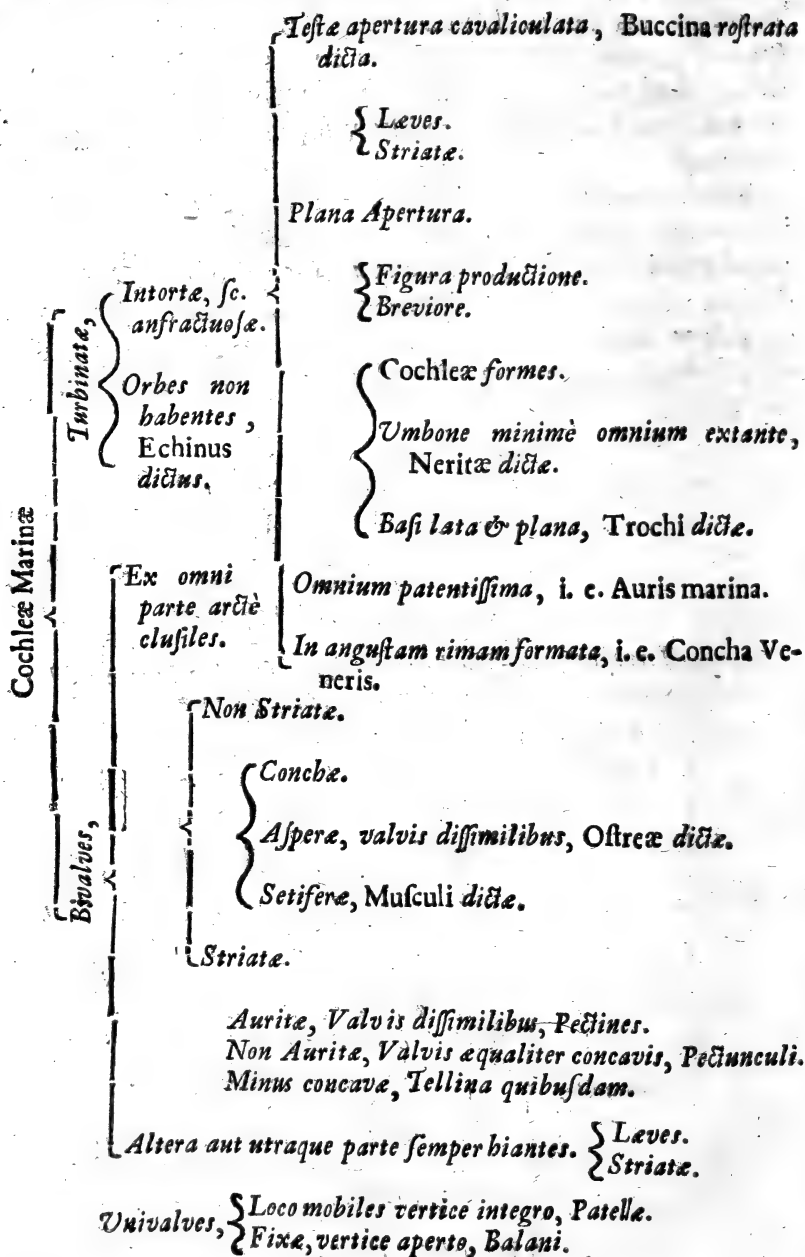 Testæ apertura cavalioulata, Buccina rostrata
dicta.
Læves.
Striatæ.
Plana Apertura.
Figura productione.
Breviore.
Intortæ, sc.
anfractuosæ.
Orbes non
habentes,
Echinus
dictus.
Turbinatæ,
Cochleæ formes.
Umbone minimè omnium extante,
Neritæ dictæ.
Basi lata & plana, Trochi dictæ.
Omnium patentissima, i. e. Auris marina.
In angustam rimam formata, i. e. Concha Ve-
neris.
Cochleæ Marinæ
Ex omni
parte arctè
clusiles.
Non Striatæ.
Conchæ.
Asperæ, valvis dissimilibus, Ostreæ dictæ.
Setiferæ, Musculi dictæ.
Striatæ.
Bivalves,
Auritæ, Valvis dissimilibus, Pectines.
Non Auritæ, Valvis æqualiter concavis, Pectunculi.
Minus concavæ, Tellina quibusdam.
Altera aut utraque parte semper hiantes.
Læves.
Striatæ.
Univalves,
Loco mobiles vertice integro, Patellæ.
Fixæ, vertice aperto, Balani.